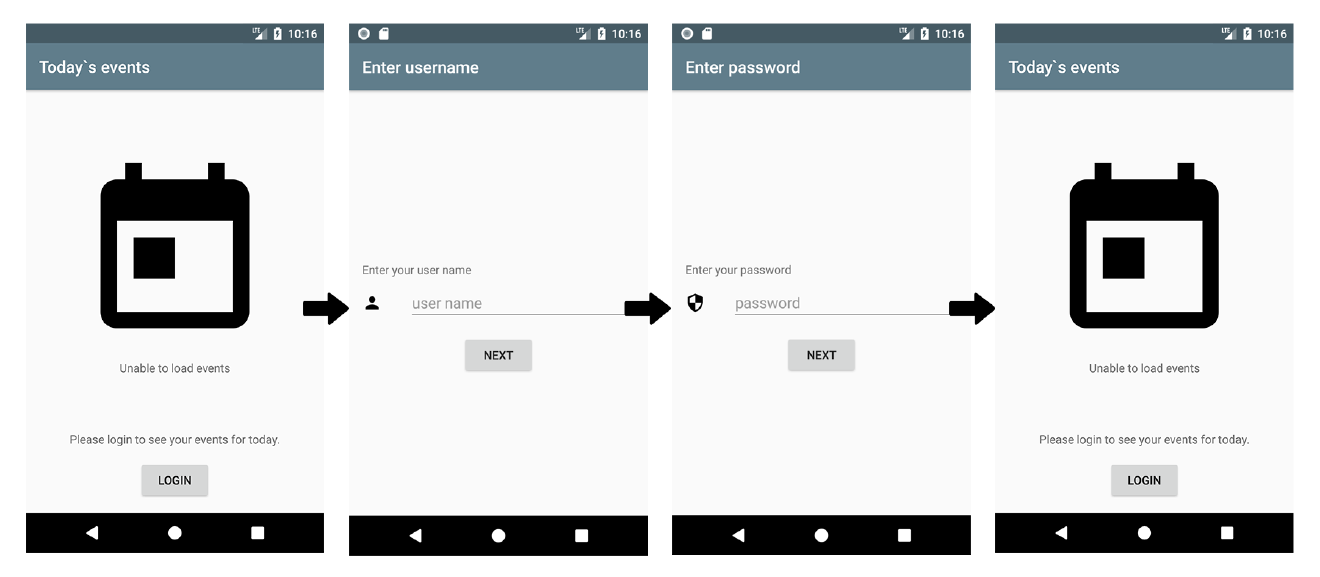 LTE 10:16
Today`s events
Unable to load events
Please login to see your events for today.
LOGIN
LTE 10:16
Enter username
Enter your user name
user name
NEXT
LTE 10:16
Enter password
Enter your password
password
NEXT
LTE 10:16
Today`s events
Unable to load events
Please login to see your events for today.
LOGIN